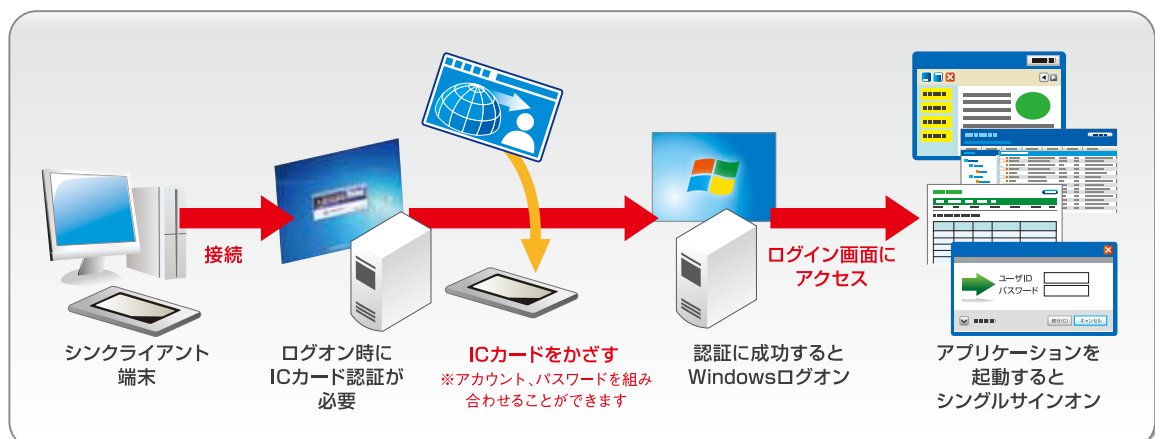 接続
ログイン画面に
アクセス
ユーザID
パスワード
キャンセル
シンクライアント
端末
ログオン時に
ICカード認証が
必要
ICカードをかざす
※アカウント、パスワードを組み
合わせることができます
認証に成功すると
Windowsログオン
アプリケーションを
起動すると
シングルサインオン